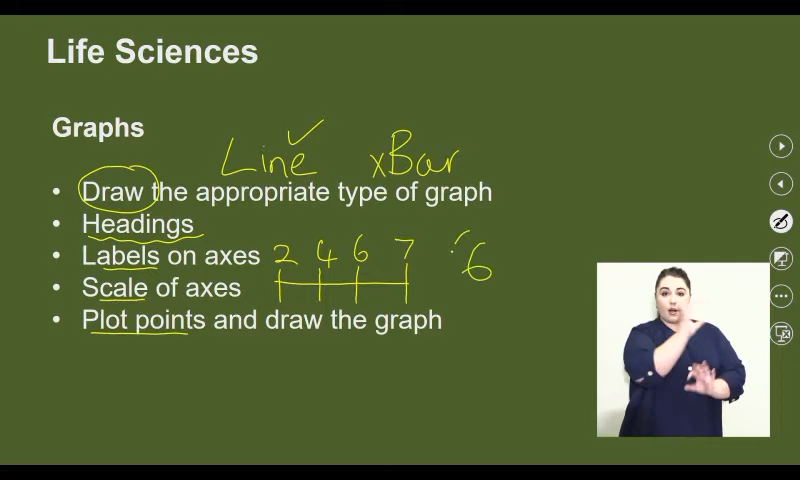 Life Sciences
Graphs
Line ✓ xBar
• Draw the appropriate type of graph
• Headings
• Labels on axes 2 4 6 7 6
• Scale of axes
• Plot points and draw the graph